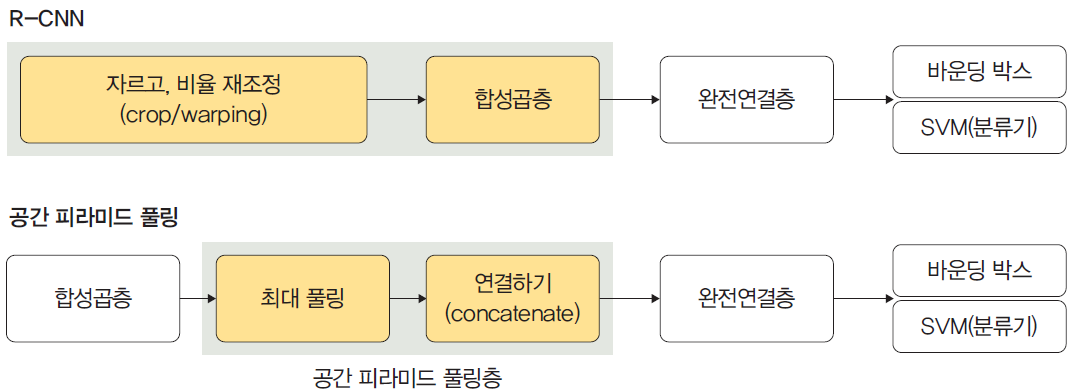 R-CNN
자르고, 비율 재조정
(crop/warping)
합성곱층
완전연결층
바운딩 박스
SVM(분류기)
공간 피라미드 풀링
합성곱층
최대 풀링
연결하기
(concatenate)
완전연결층
바운딩 박스
SVM(분류기)
공간 피라미드 풀링층